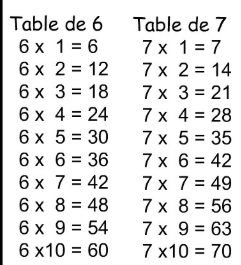 Table de 6
6 x 1 = 6
6 x 2 = 12
6 x 3 = 18
6 x 4 = 24
6 x 5 = 30
6 x 6 = 36
6 x 7 = 42
6 x 8 = 48
6 x 9 = 54
6 x10 = 60
Table de 7
7 x 1 = 7
7 x 2 = 14
7 x 3 = 21
7 x 4 = 28
7 x 5 = 35
7 x 6 = 42
7 x 7 = 49
7 x 8 = 56
7 x 9 = 63
7 x10 = 70